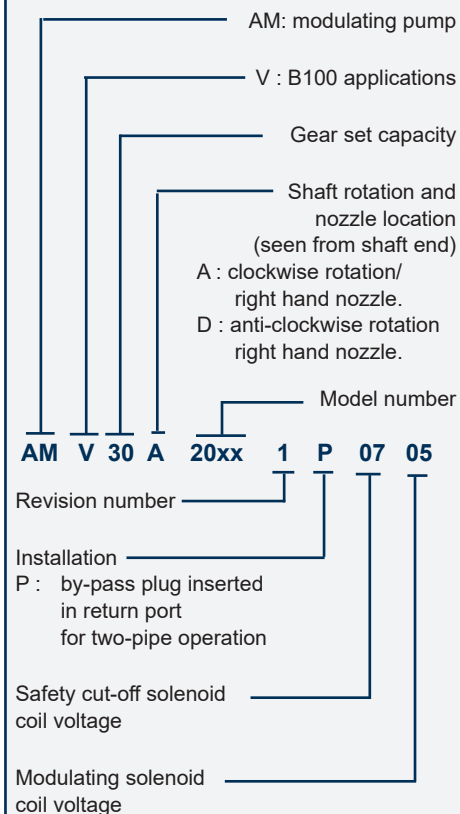 AM: modulating pump
V : B100 applications
Gear set capacity
Shaft rotation and
nozzle location
(seen from shaft end)
A : clockwise rotation/
right hand nozzle.
D : anti-clockwise rotation
right hand nozzle.
Model number
AM V 30 A 20xx 1 P 07 05
Revision number
Installation
P : by-pass plug inserted
in return port
for two-pipe operation
Safety cut-off solenoid
coil voltage
Modulating solenoid
coil voltage